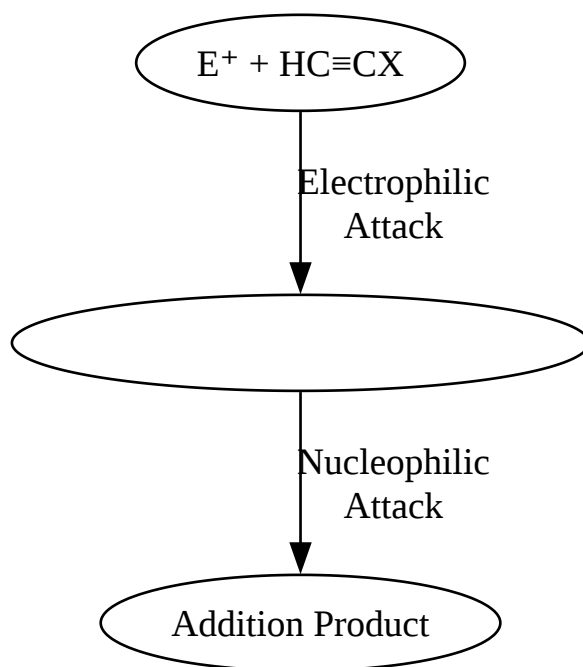 E⁺ + HC≡CX
Electrophilic
Attack
Nucleophilic
Attack
Addition Product